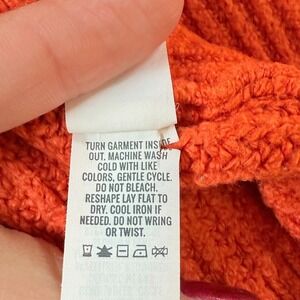 TURN GARMENT INSIDE
OUT. MACHINE WASH
COLD WITH LIKE
COLORS, GENTLE CYCLE.
DO NOT BLEACH.
RESHAPE LAY FLAT TO
DRY. COOL IRON IF
NEEDED. DO NOT WRING
OR TWIST.